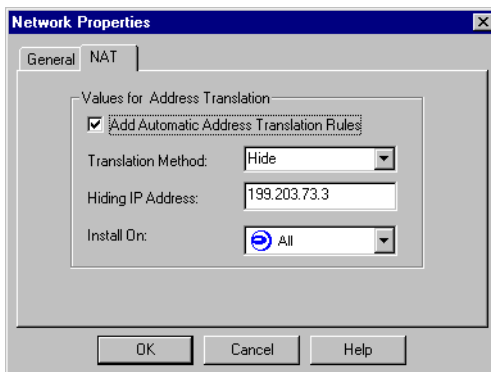 Network Properties
General NAT
Values for Address Translation
Add Automatic Address Translation Rules
Translation Method: Hide
Hiding IP Address: 199.203.73.3
Install On: All
OK Cancel Help